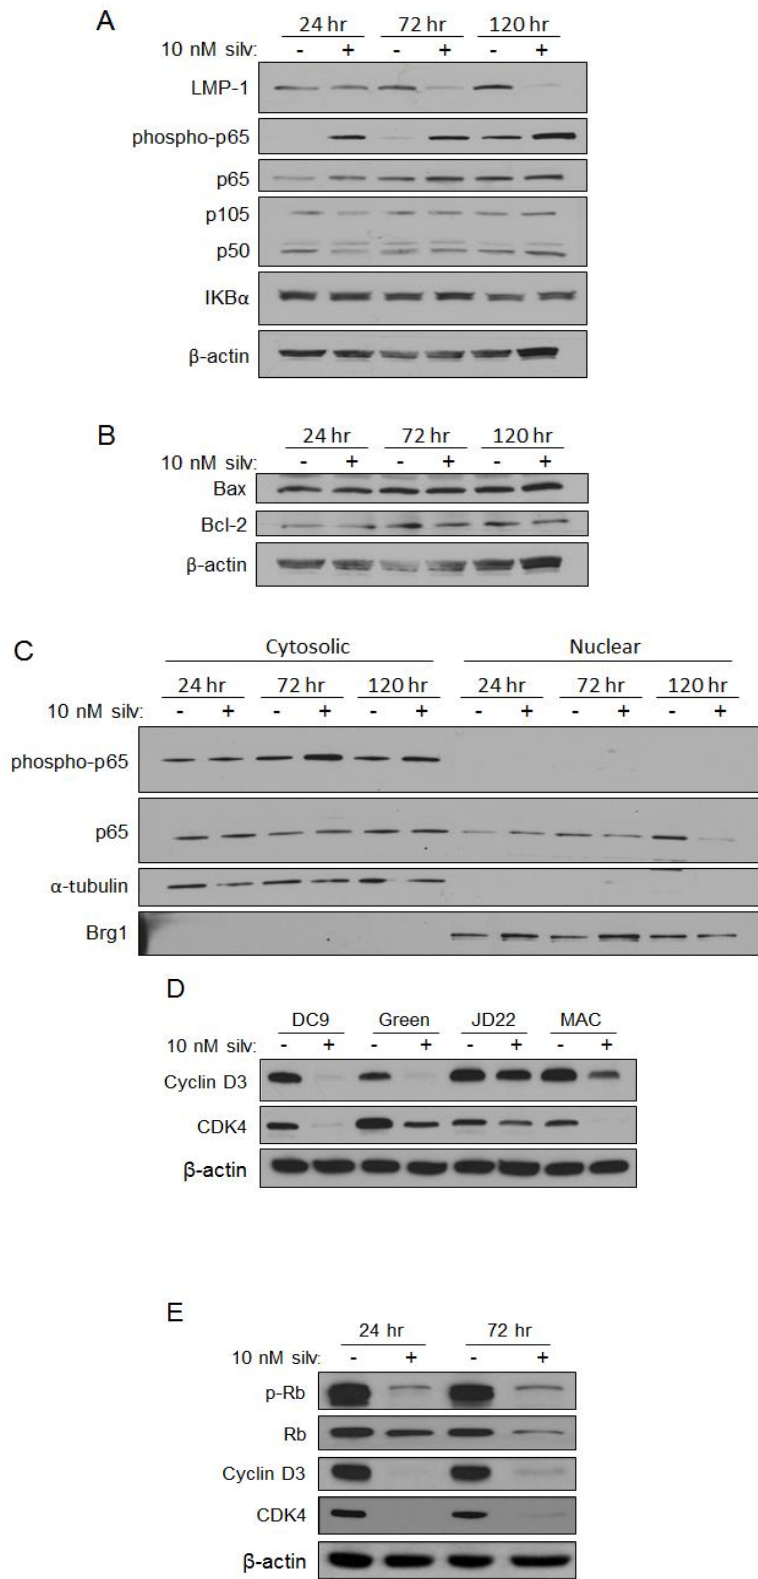 A
24 hr 72 hr 120 hr
10 nM silv: - + - + - +
LMP-1
phospho-p65
p65
p105
p50
IKBα
β-actin
B
24 hr 72 hr 120 hr
10 nM silv: - + - + - +
Bax
Bcl-2
β-actin
C
Cytosolic Nuclear
24 hr 72 hr 120 hr 24 hr 72 hr 120 hr
10 nM silv: - + - + - + - + - + - +
phospho-p65
p65
α-tubulin
Brg1
D
DC9 Green JD22 MAC
10 nM silv: - + - + - + - +
Cyclin D3
CDK4
β-actin
E
24 hr 72 hr
10 nM silv: - + - +
p-Rb
Rb
Cyclin D3
CDK4
β-actin